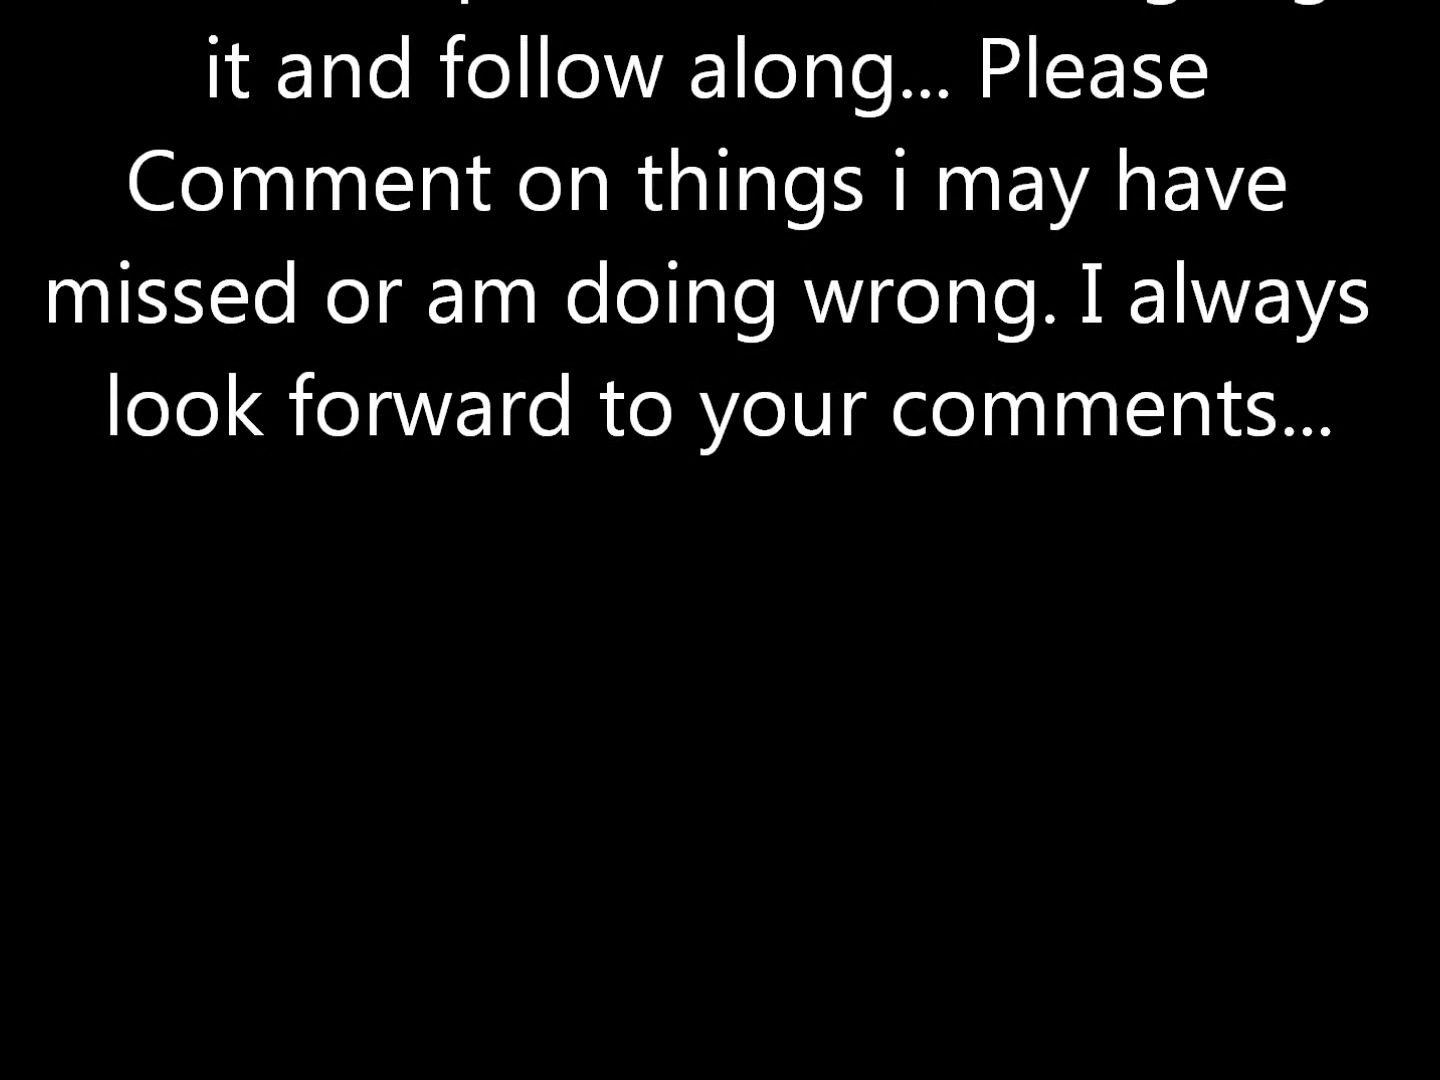 it and follow along... Please
Comment on things i may have
missed or am doing wrong. I always
look forward to your comments...